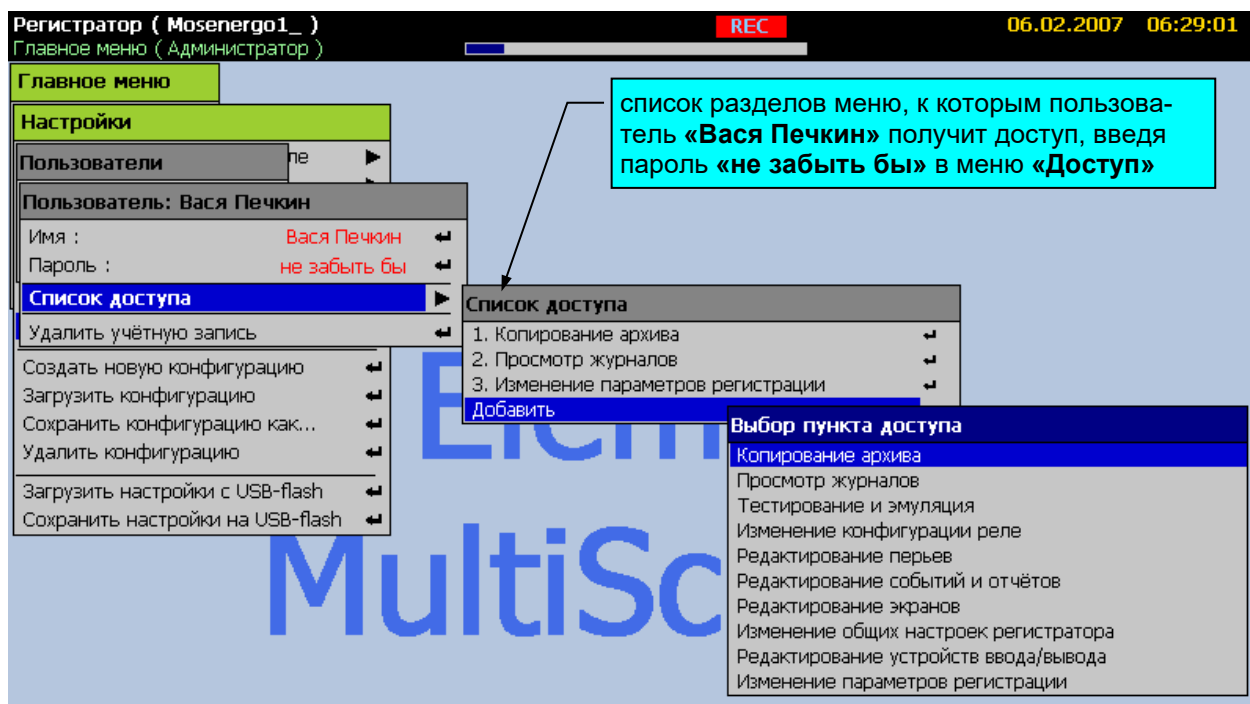 Регистратор ( Mosenergo1_ )
REC
06.02.2007 06:29:01
Главное меню ( Администратор )
Главное меню
Настройки
Пользователи
ле
Пользователь: Вася Печкин
Имя : Вася Печкин
Пароль : не забыть бы
Список доступа
Удалить учётную запись
Создать новую конфигурацию
Загрузить конфигурацию
Сохранить конфигурацию как...
Удалить конфигурацию
Загрузить настройки с USB-flash
Сохранить настройки на USB-flash
список разделов меню, к которым пользова-
тель «Вася Печкин» получит доступ, введя
пароль «не забыть бы» в меню «Доступ»
Список доступа
1. Копирование архива
2. Просмотр журналов
3. Изменение параметров регистрации
Добавить
Выбор пункта доступа
Копирование архива
Просмотр журналов
Тестирование и эмуляция
Изменение конфигурации реле
Редактирование перьев
Редактирование событий и отчётов
Редактирование экранов
Изменение общих настроек регистратора
Редактирование устройств ввода/вывода
Изменение параметров регистрации
MultiSc